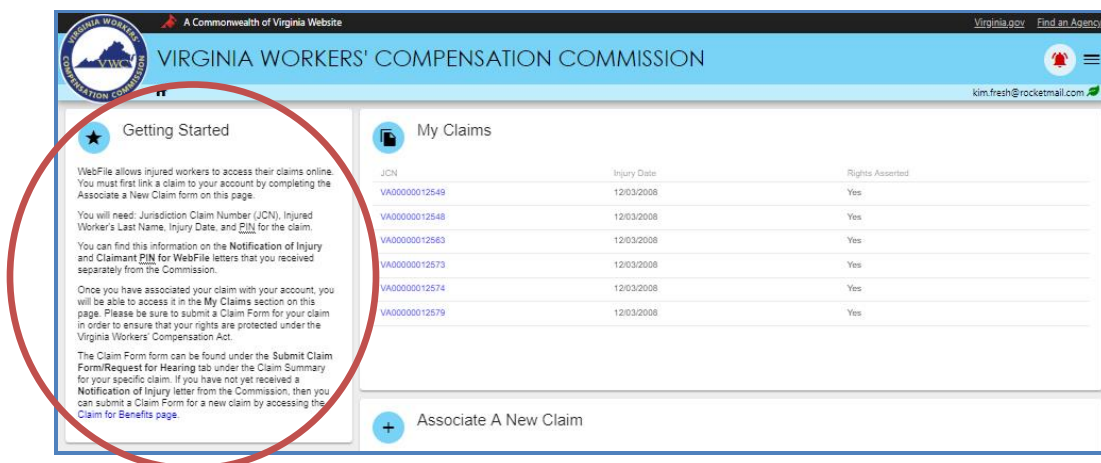 A Commonwealth of Virginia Website
Virginia.gov Find an Agency
VIRGINIA WORKERS' COMPENSATION COMMISSION
VIRGINIA WORKERS'
COMPENSATION COMMISSION
VWC
kim.fresh@rocketmail.com
Getting Started
WebFile allows injured workers to access their claims online.
You must first link a claim to your account by completing the
Associate a New Claim form on this page.
You will need: Jurisdiction Claim Number (JCN), Injured
Worker's Last Name, Injury Date, and PIN for the claim.
You can find this information on the Notification of Injury
and Claimant PIN for WebFile letters that you received
separately from the Commission.
Once you have associated your claim with your account, you
will be able to access it in the My Claims section on this
page. Please be sure to submit a Claim Form for your claim
in order to ensure that your rights are protected under the
Virginia Workers' Compensation Act.
The Claim Form form can be found under the Submit Claim
Form/Request for Hearing tab under the Claim Summary
for your specific claim. If you have not yet received a
Notification of Injury letter from the Commission, then you
can submit a Claim Form for a new claim by accessing the
Claim for Benefits page.
My Claims
JCN Injury Date Rights Asserted
VA00000012549 12/03/2008 Yes
VA00000012548 12/03/2008 Yes
VA00000012563 12/03/2008 Yes
VA00000012573 12/03/2008 Yes
VA00000012574 12/03/2008 Yes
VA00000012579 12/03/2008 Yes
Associate A New Claim